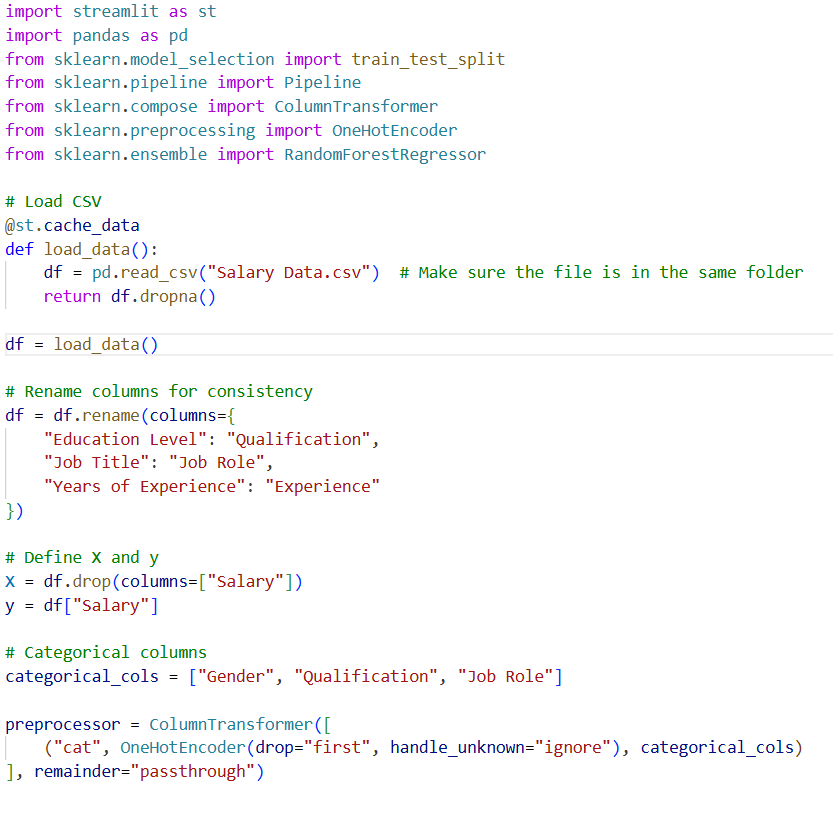 import streamlit as st
import pandas as pd
from sklearn.model_selection import train_test_split
from sklearn.pipeline import Pipeline
from sklearn.compose import ColumnTransformer
from sklearn.preprocessing import OneHotEncoder
from sklearn.ensemble import RandomForestRegressor

# Load CSV
@st.cache_data
def load_data():
    df = pd.read_csv("Salary Data.csv")  # Make sure the file is in the same folder
    return df.dropna()

df = load_data()

# Rename columns for consistency
df = df.rename(columns={
    "Education Level": "Qualification",
    "Job Title": "Job Role",
    "Years of Experience": "Experience"
})

# Define X and y
X = df.drop(columns=["Salary"])
y = df["Salary"]

# Categorical columns
categorical_cols = ["Gender", "Qualification", "Job Role"]

preprocessor = ColumnTransformer([
    ("cat", OneHotEncoder(drop="first", handle_unknown="ignore"), categorical_cols)
], remainder="passthrough")